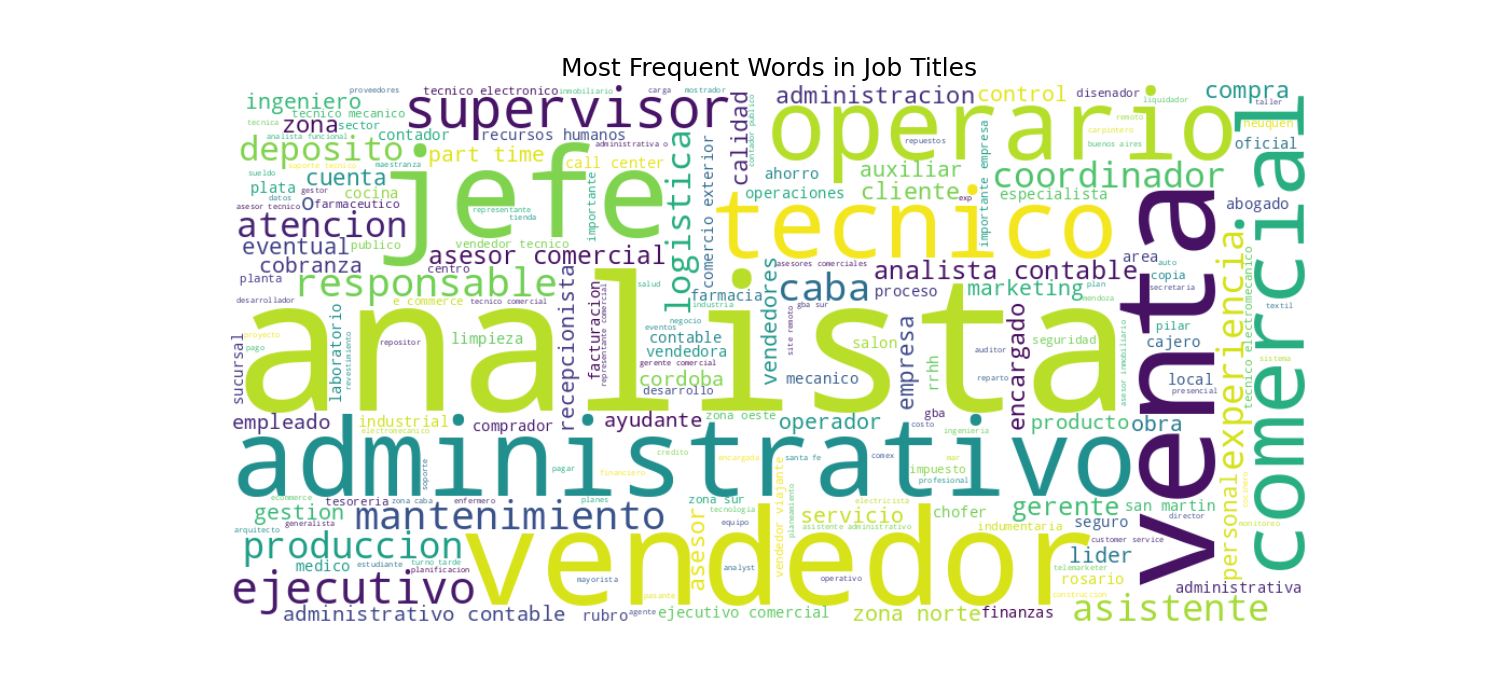 Most Frequent Words in Job Titles
proveedores
tecnico electronico
inmobiliario
carga
mostrador
ingeniero
tecnico mecanico
supervisor
administracion
control
disenador
compra
liquidador
taller
zona
sector
tecnica
analista funcional
contador
recursos humanos
administrativa o
calidad
contador publico
operario
remoto
carpintero
repuestos
buenos aires
neuquen
oficial
deposito
soporte tecnico
maestranza
part time
call center
logistica
comercio exterior
ahorro
auxiliar
coordinador
comercial
cuenta
sueldo
jefe
importante
operaciones
cliente
exp
importante empresa
especialista
plata
datos
gestor
cocina
asesor tecnico
o
farmaceutico
representante
tienda
tecnico
abogado
atencion
eventual
publico
vendedor tecnico
asesor comercial
asesores comerciales
area
auto
cobranza
centro
planta
responsable
recepcionista
salud
analista contable
copia
secretaria
caba
proceso
marketing
plan
mendoza
venta
experiencia
personal
tecnico electromecanico
desarrollador
e commerce
tecnico comercial
facturacion
representante comercial
farmacia
industria
vendedores
gba sur
site remoto
textil
analista
sucursal
proyecto
pago
laboratorio
revestimiento
repositor
limpieza
eventos
negocio
contable
vendedora
gerente comercial
cordoba
desarrollo
mecanico
salon
empresa
rrhh
auditor
reparto
encargado
seguridad
asesor inmobiliario
pilar
cajero
local
presencial
sistema
empleado
industrial
electromecanico
comprador
ayudante
zona oeste
operador
costo
gba
ingenieria
producto
obra
administrativo
soporte
pagar
financiero
credito
encargada
santa fe
comex
impuesto
profesional
mar
ecommerce
tesoreria
zona caba
enfermero
planes
zona sur
tecnologia
vendedor viajante
planeamiento
electricista
chofer
gerente
san martin
gestion
generalista
mantenimiento
asesor
equipo
servicio
asistente administrativo
indumentaria
seguro
director
monitoreo
arquitecto
produccion
vendedor
lider
customer service
medico
estudiante
turno tarde
planificacion
mayorista
analyst
operativo
telemarketer
rosario
construccion
administrativa
ejecutivo
pasante
administrativo contable
rubro
agente
ejecutivo comercial
zona norte
finanzas
asistente